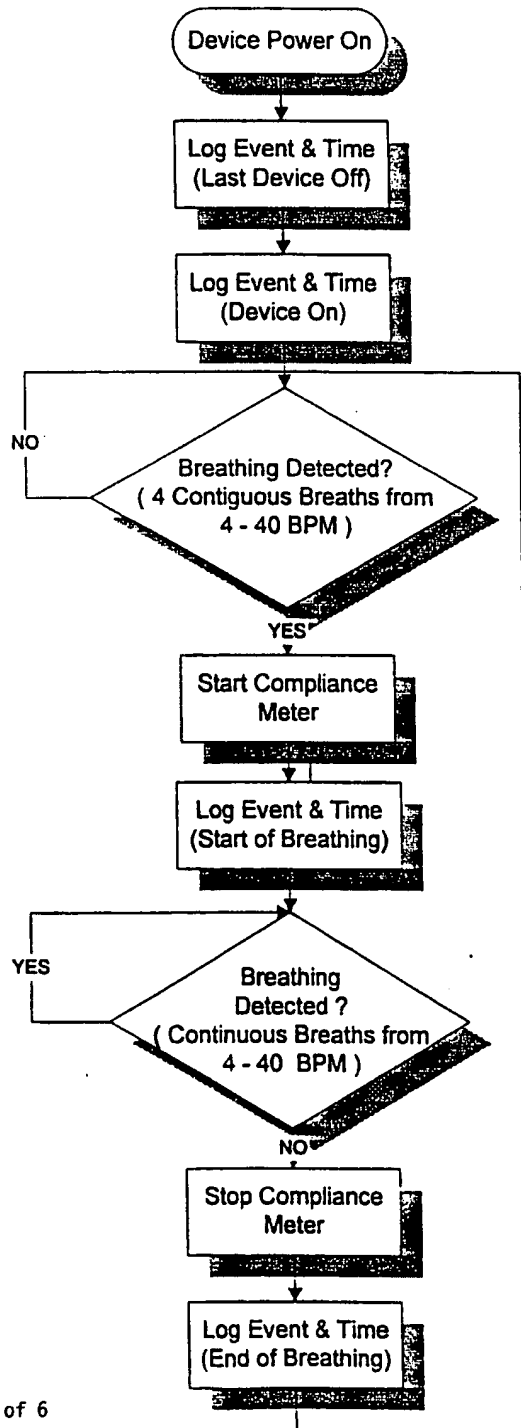 Device Power On
Log Event & Time
(Last Device Off)
Log Event & Time
(Device On)
NO
Breathing Detected?
( 4 Contiguous Breaths from
4 - 40 BPM )
YES
Start Compliance
Meter
Log Event & Time
(Start of Breathing)
YES
Breathing
Detected ?
( Continuous Breaths from
4 - 40 BPM )
NO
Stop Compliance
Meter
Log Event & Time
(End of Breathing)
of 6